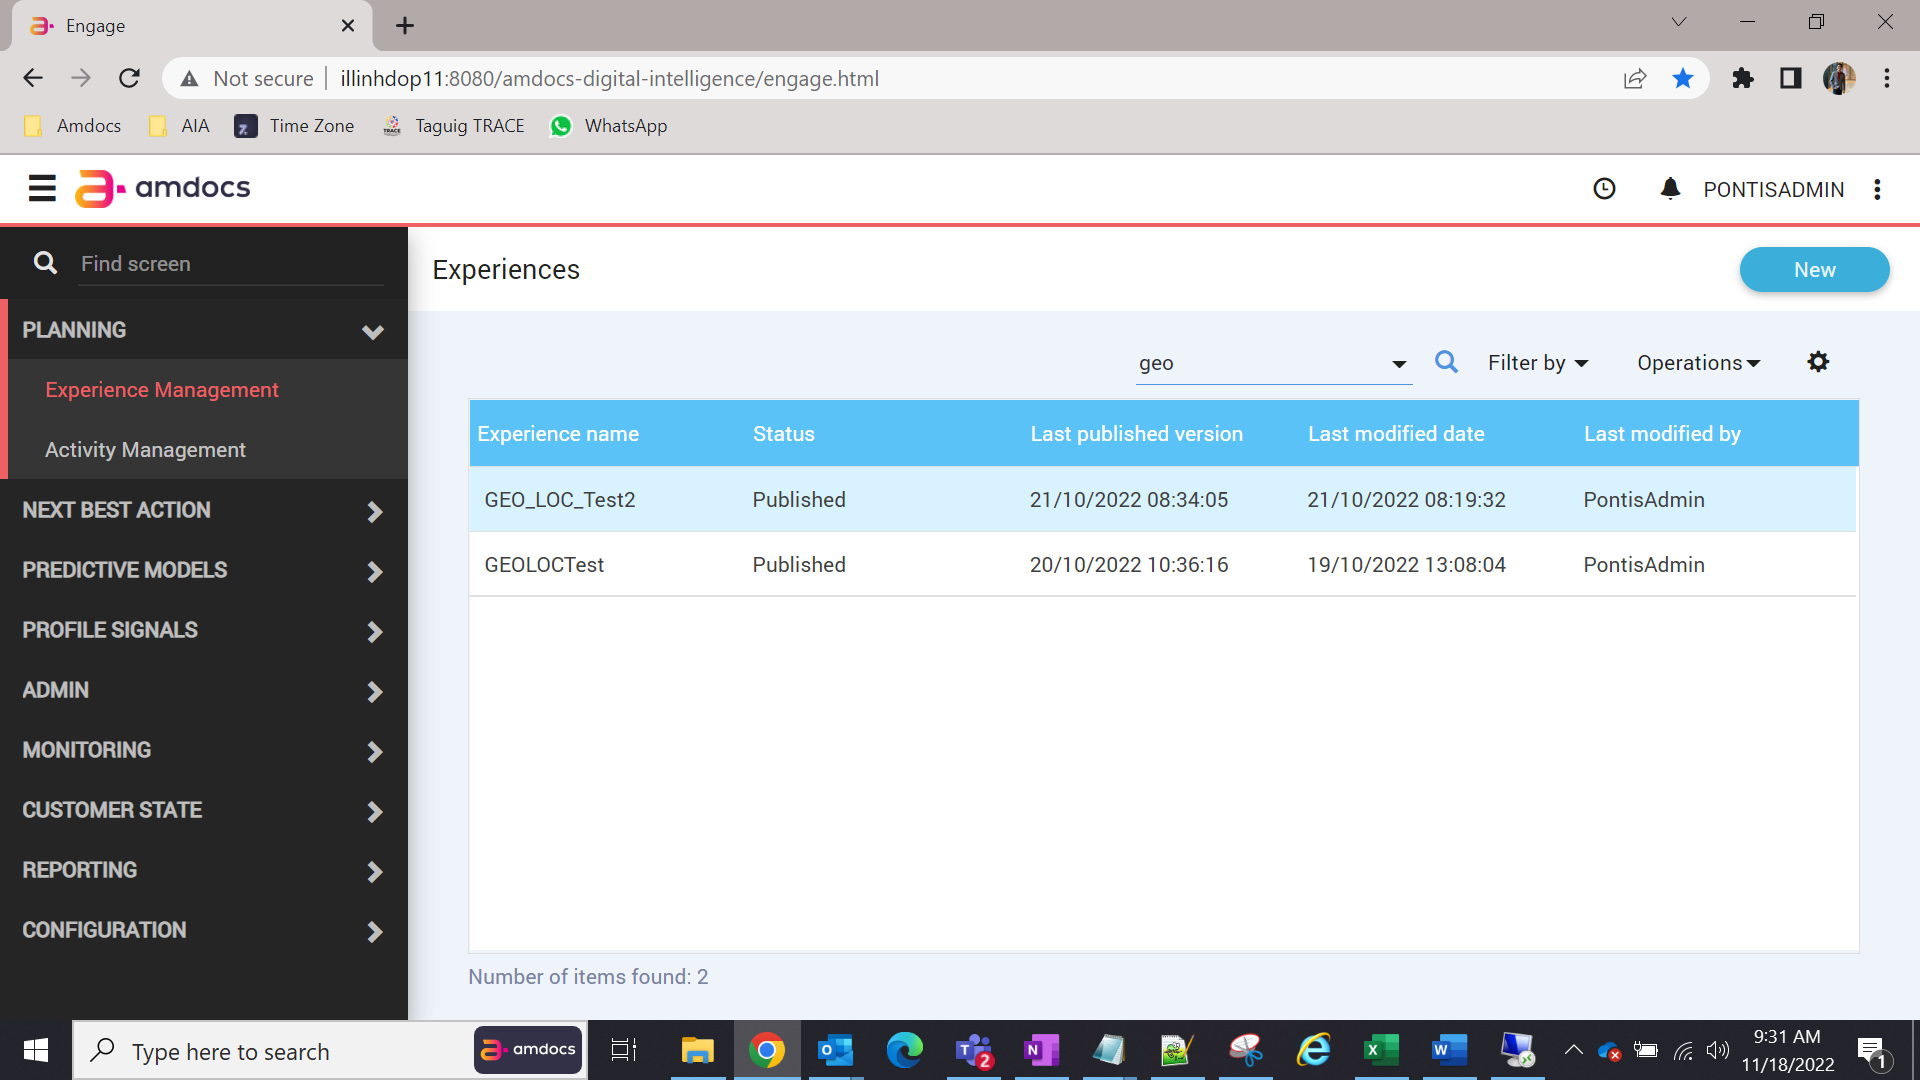 Engage
Not secure illinhdop11:8080/amdocs-digital-intelligence/engage.html
Amdocs AIA Time Zone Taguig TRACE WhatsApp
amdocs PONTISADMIN
Find screen
Experiences New
PLANNING
geo Filter by Operations
Experience Management
Activity Management
Experience name Status Last published version Last modified date Last modified by
GEO_LOC_Test2 Published 21/10/2022 08:34:05 21/10/2022 08:19:32 PontisAdmin
GEOLOCTest Published 20/10/2022 10:36:16 19/10/2022 13:08:04 PontisAdmin
NEXT BEST ACTION
PREDICTIVE MODELS
PROFILE SIGNALS
ADMIN
MONITORING
CUSTOMER STATE
REPORTING
CONFIGURATION
Number of items found: 2
Type here to search amdocs 2 9:31 AM
11/18/2022 1